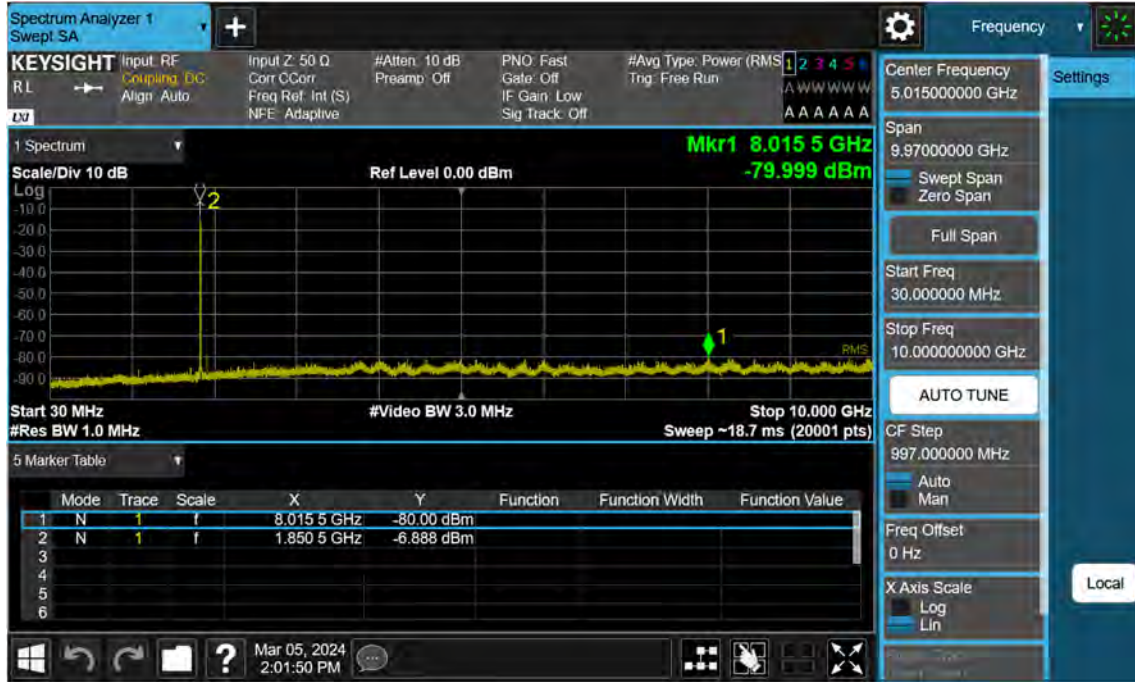 Spectrum Analyzer 1
Swept SA
+
Frequency
KEYSIGHT
RL
LXI
Input: RF
Coupling: DC
Align: Auto
Input Z: 50 Ω
Corr CCorr
Freq Ref: Int (S)
NFE: Adaptive
#Atten: 10 dB
Preamp: Off
PNO: Fast
Gate: Off
IF Gain: Low
Sig Track: Off
#Avg Type: Power (RMS
Trig: Free Run
1 2 3 4 5 6
A W W W W W
A A A A A A
1 Spectrum
Scale/Div 10 dB
Ref Level 0.00 dBm
Mkr1 8.015 5 GHz
-79.999 dBm
Log
-10.0
-20.0
-30.0
-40.0
-50.0
-60.0
-70.0
-80.0
-90.0
2
1
RMS
Start 30 MHz
#Video BW 3.0 MHz
Stop 10.000 GHz
#Res BW 1.0 MHz
Sweep ~18.7 ms (20001 pts)
5 Marker Table
Mode Trace Scale X Y Function Function Width Function Value
1 N 1 f 8.015 5 GHz -80.00 dBm
2 N 1 f 1.850 5 GHz -6.888 dBm
3
4
5
6
?
Mar 05, 2024
2:01:50 PM
Center Frequency
5.015000000 GHz
Span
9.97000000 GHz
Swept Span
Zero Span
Full Span
Start Freq
30.000000 MHz
Stop Freq
10.000000000 GHz
AUTO TUNE
CF Step
997.000000 MHz
Auto
Man
Freq Offset
0 Hz
X Axis Scale
Log
Lin
Settings
Local